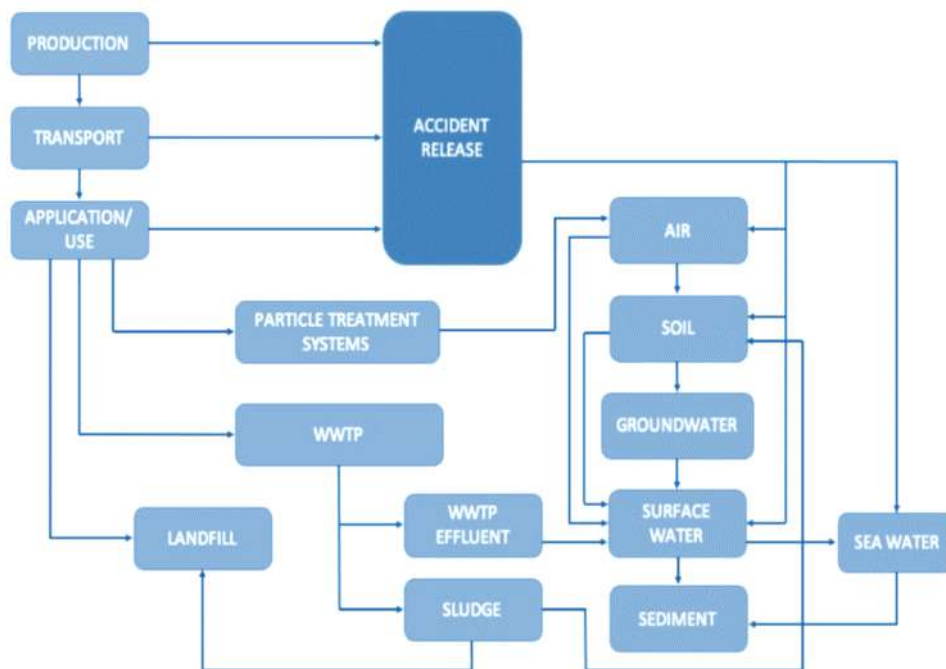 PRODUCTION
TRANSPORT
ACCIDENT
RELEASE
APPLICATION/
USE
AIR
PARTICLE TREATMENT
SYSTEMS
SOIL
GROUNDWATER
WWTP
WWTP
EFFLUENT
SURFACE
WATER
LANDFILL
SEA WATER
SLUDGE
SEDIMENT